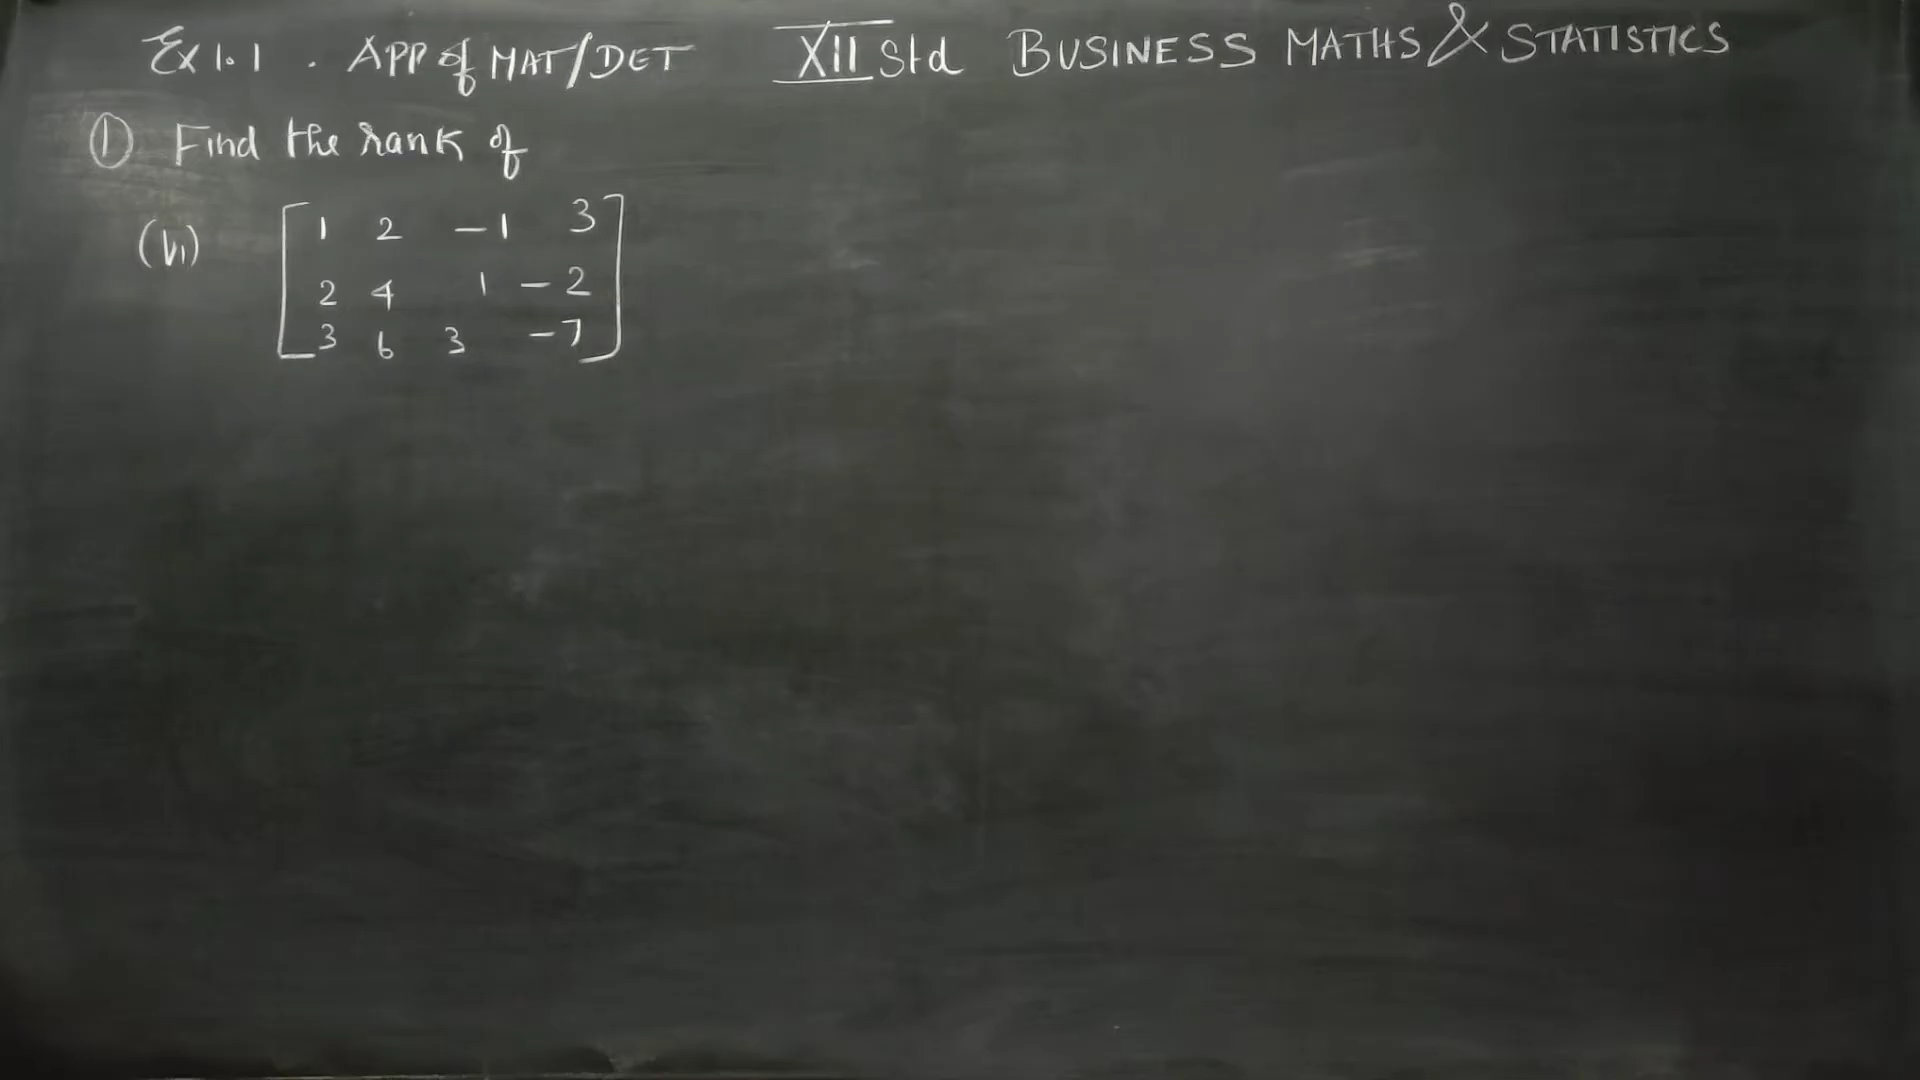 Ex 1.1 . APP of MAT/DET XII Std BUSINESS MATHS & STATISTICS
① Find the rank of
(vi) [ 1 2 -1 3
2 4 1 -2
3 6 3 -7 ]